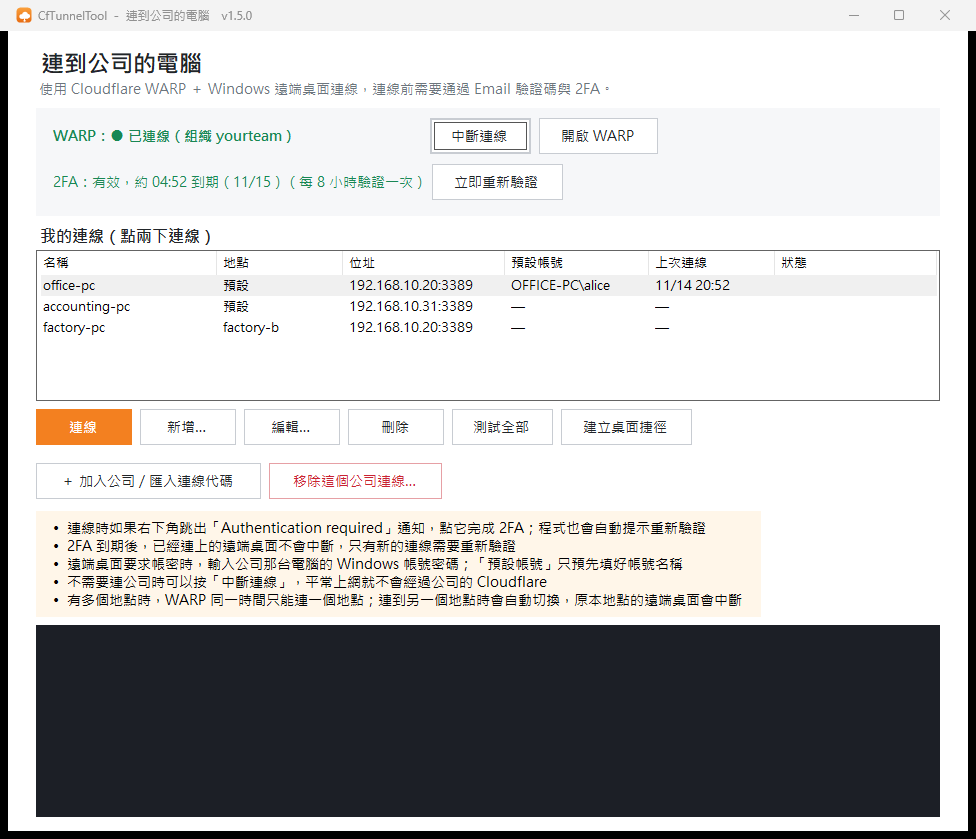 CfTunnelTool - 連到公司的電腦 v1.5.0
連到公司的電腦
使用 Cloudflare WARP + Windows 遠端桌面連線，連線前需要通過 Email 驗證碼與 2FA。
WARP：● 已連線（組織 yourteam） 中斷連線 開啟 WARP
2FA：有效，約 04:52 到期（11/15）（每 8 小時驗證一次） 立即重新驗證
我的連線（點兩下連線）
名稱 地點 位址 預設帳號 上次連線 狀態
office-pc 預設 192.168.10.20:3389 OFFICE-PC\alice 11/14 20:52
accounting-pc 預設 192.168.10.31:3389 — —
factory-pc factory-b 192.168.10.20:3389 — —
連線 新增... 編輯... 刪除 測試全部 建立桌面捷徑
+ 加入公司 / 匯入連線代碼 移除這個公司連線...
• 連線時如果右下角跳出「Authentication required」通知，點它完成 2FA；程式也會自動提示重新驗證
• 2FA 到期後，已經連上的遠端桌面不會中斷，只有新的連線需要重新驗證
• 遠端桌面要求帳密時，輸入公司那台電腦的 Windows 帳號密碼；「預設帳號」只預先填好帳號名稱
• 不需要連公司時可以按「中斷連線」，平常上網就不會經過公司的 Cloudflare
• 有多個地點時，WARP 同一時間只能連一個地點；連到另一個地點時會自動切換，原本地點的遠端桌面會中斷